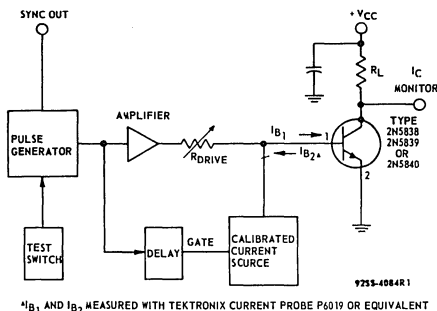 SYNC OUT
+ VCC
RL
IC
MONITOR
AMPLIFIER
PULSE
GENERATOR
RDRIVE
IB1
1
IB2▲
2
TYPE
2N5838
2N5839
OR
2N5840
TEST
SWITCH
DELAY
GATE
CALIBRATED
CURRENT
SOURCE
92SS-4084R1
▲IB1 AND IB2 MEASURED WITH TEKTRONIX CURRENT PROBE P6019 OR EQUIVALENT